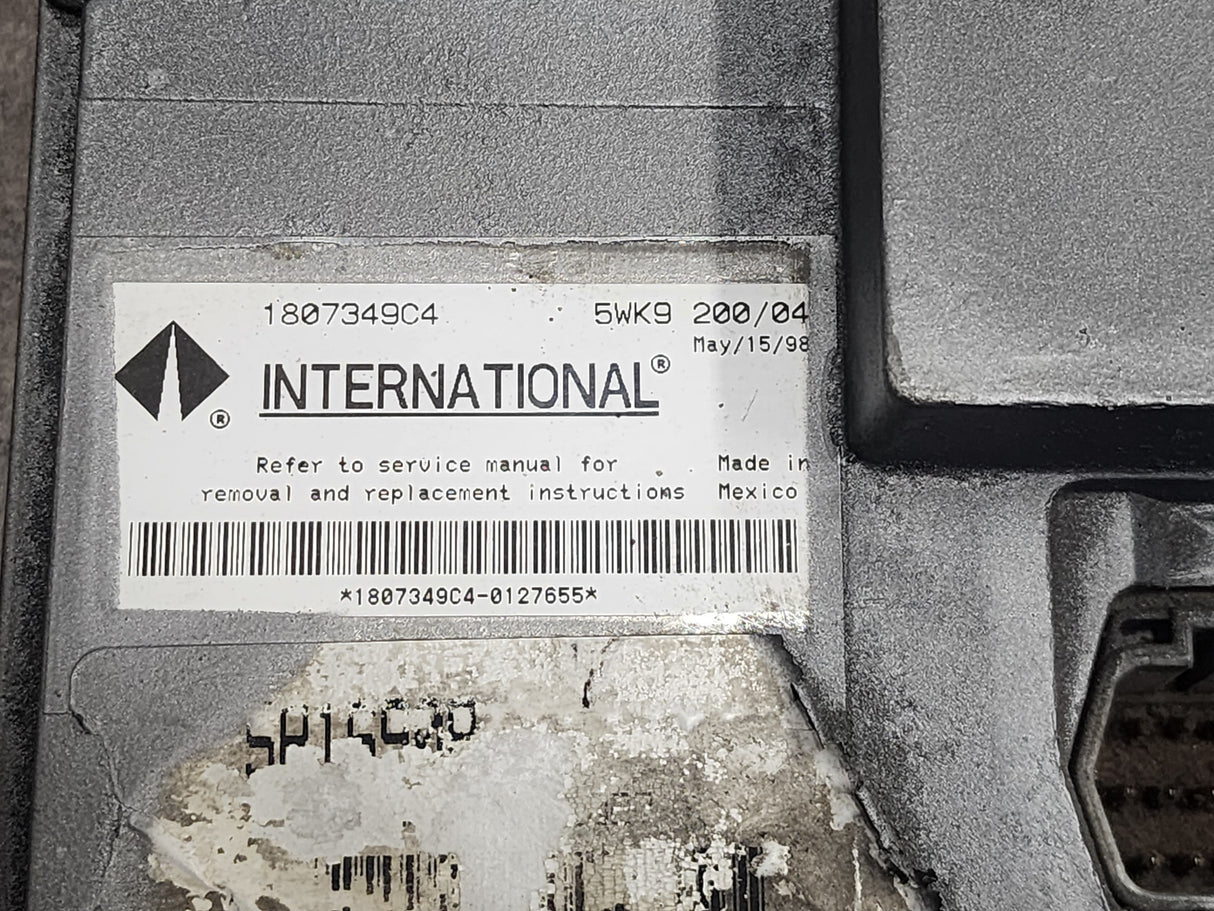 1807349C4 5WK9 200/04
May/15/98
INTERNATIONAL®
®
Refer to service manual for Made in
removal and replacement instructions Mexico
*1807349C4-0127655*